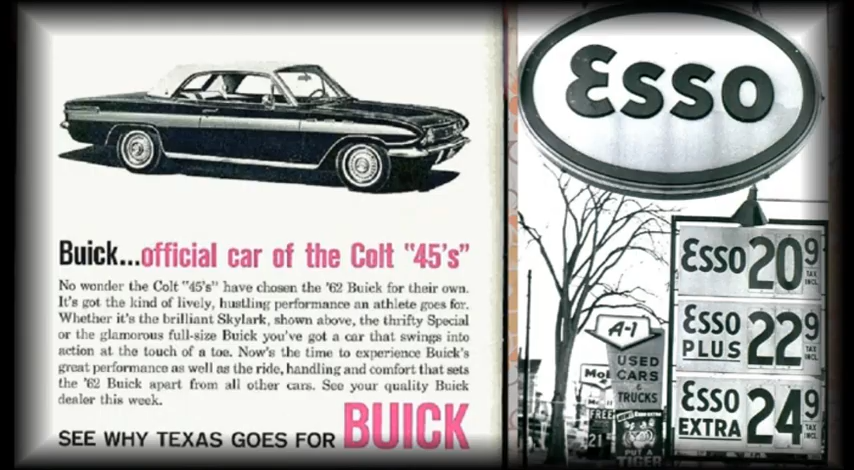 Buick...official car of the Colt "45's"
No wonder the Colt "45's" have chosen the '62 Buick for their own.
It's got the kind of lively, hustling performance an athlete goes for.
Whether it's the brilliant Skylark, shown above, the thrifty Special
or the glamorous full-size Buick you've got a car that swings into
action at the touch of a toe. Now's the time to experience Buick's
great performance as well as the ride, handling and comfort that sets
the '62 Buick apart from all other cars. See your quality Buick
dealer this week.
SEE WHY TEXAS GOES FOR BUICK
Esso
Esso 20 9
TAX
INCL.
Esso
PLUS 22 9
TAX
INCL.
Esso
EXTRA 24 9
TAX
INCL.
A-1
USED
CARS
&
TRUCKS
Mo
FREE
21
PUT A
TIGER